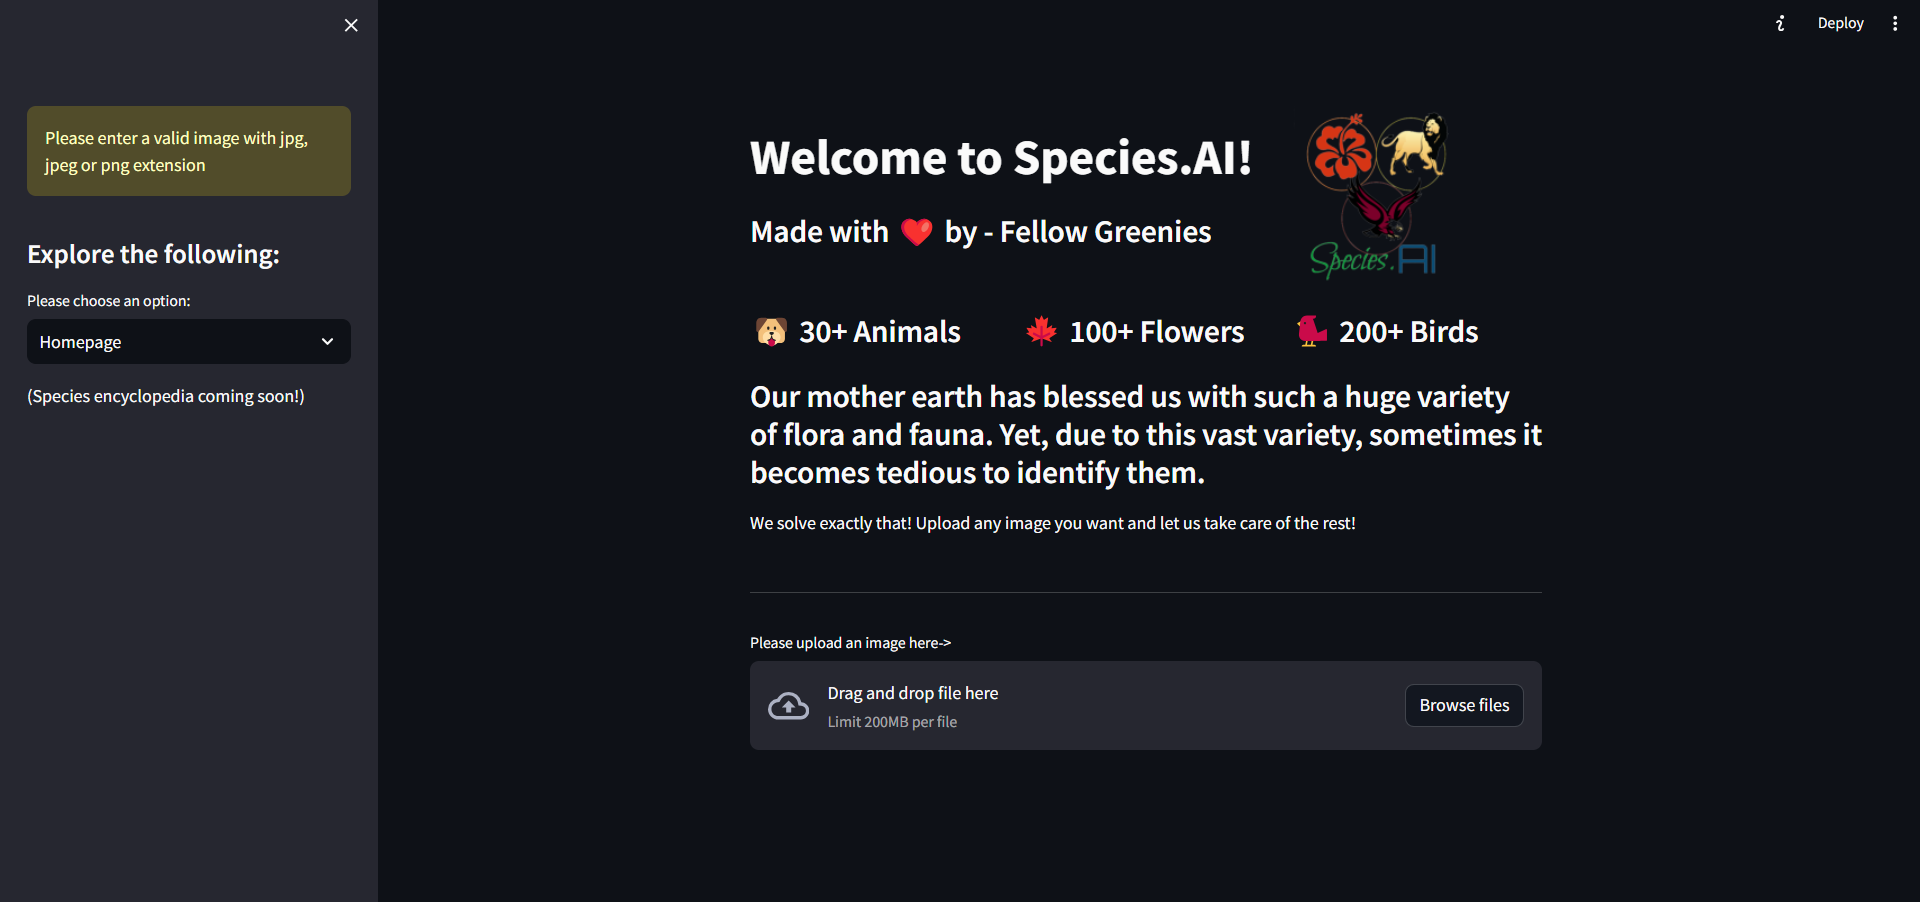 Deploy
Please enter a valid image with jpg,
jpeg or png extension
Explore the following:
Please choose an option:
Homepage
(Species encyclopedia coming soon!)
Welcome to Species.AI!
Made with ❤️ by - Fellow Greenies
Species.AI
30+ Animals
100+ Flowers
200+ Birds
Our mother earth has blessed us with such a huge variety
of flora and fauna. Yet, due to this vast variety, sometimes it
becomes tedious to identify them.
We solve exactly that! Upload any image you want and let us take care of the rest!
Please upload an image here->
Drag and drop file here
Limit 200MB per file
Browse files